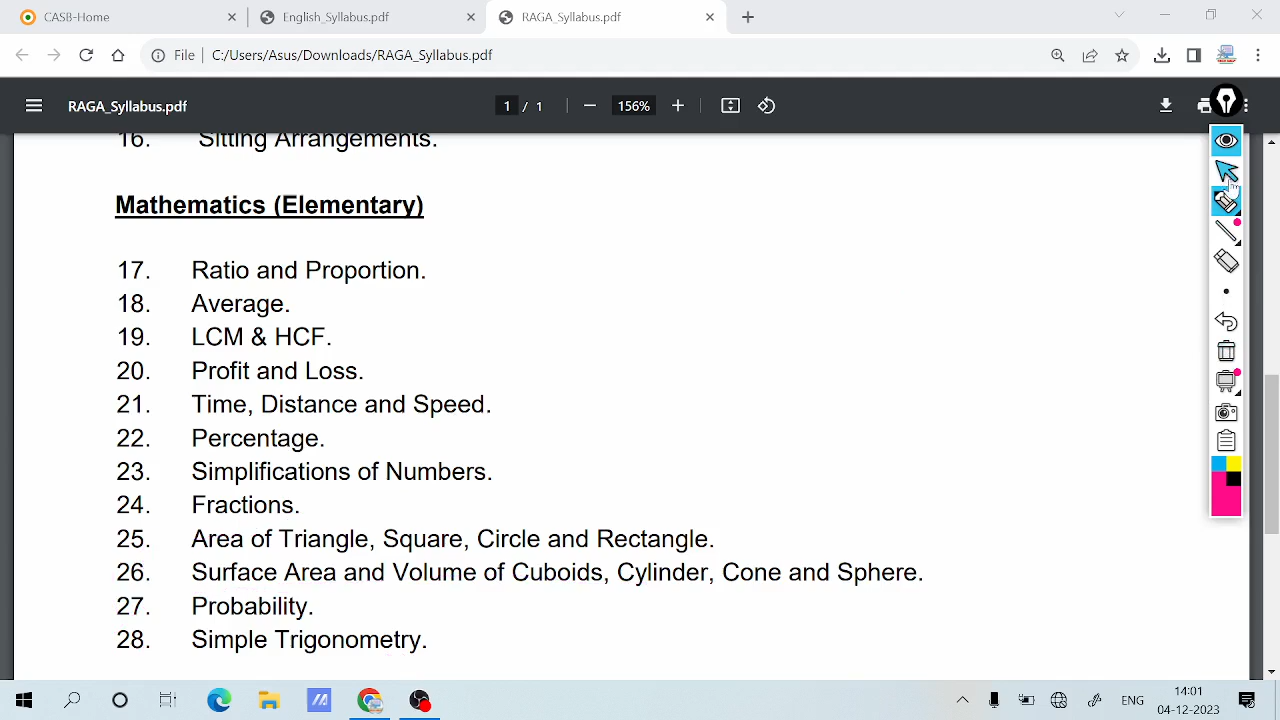 CASB-Home
English_Syllabus.pdf
RAGA_Syllabus.pdf
File
C:/Users/Asus/Downloads/RAGA_Syllabus.pdf
RAGA_Syllabus.pdf
1 / 1
156%
16. Sitting Arrangements.
Mathematics (Elementary)
17. Ratio and Proportion.
18. Average.
19. LCM & HCF.
20. Profit and Loss.
21. Time, Distance and Speed.
22. Percentage.
23. Simplifications of Numbers.
24. Fractions.
25. Area of Triangle, Square, Circle and Rectangle.
26. Surface Area and Volume of Cuboids, Cylinder, Cone and Sphere.
27. Probability.
28. Simple Trigonometry.
ENG
14:01
04-12-2023